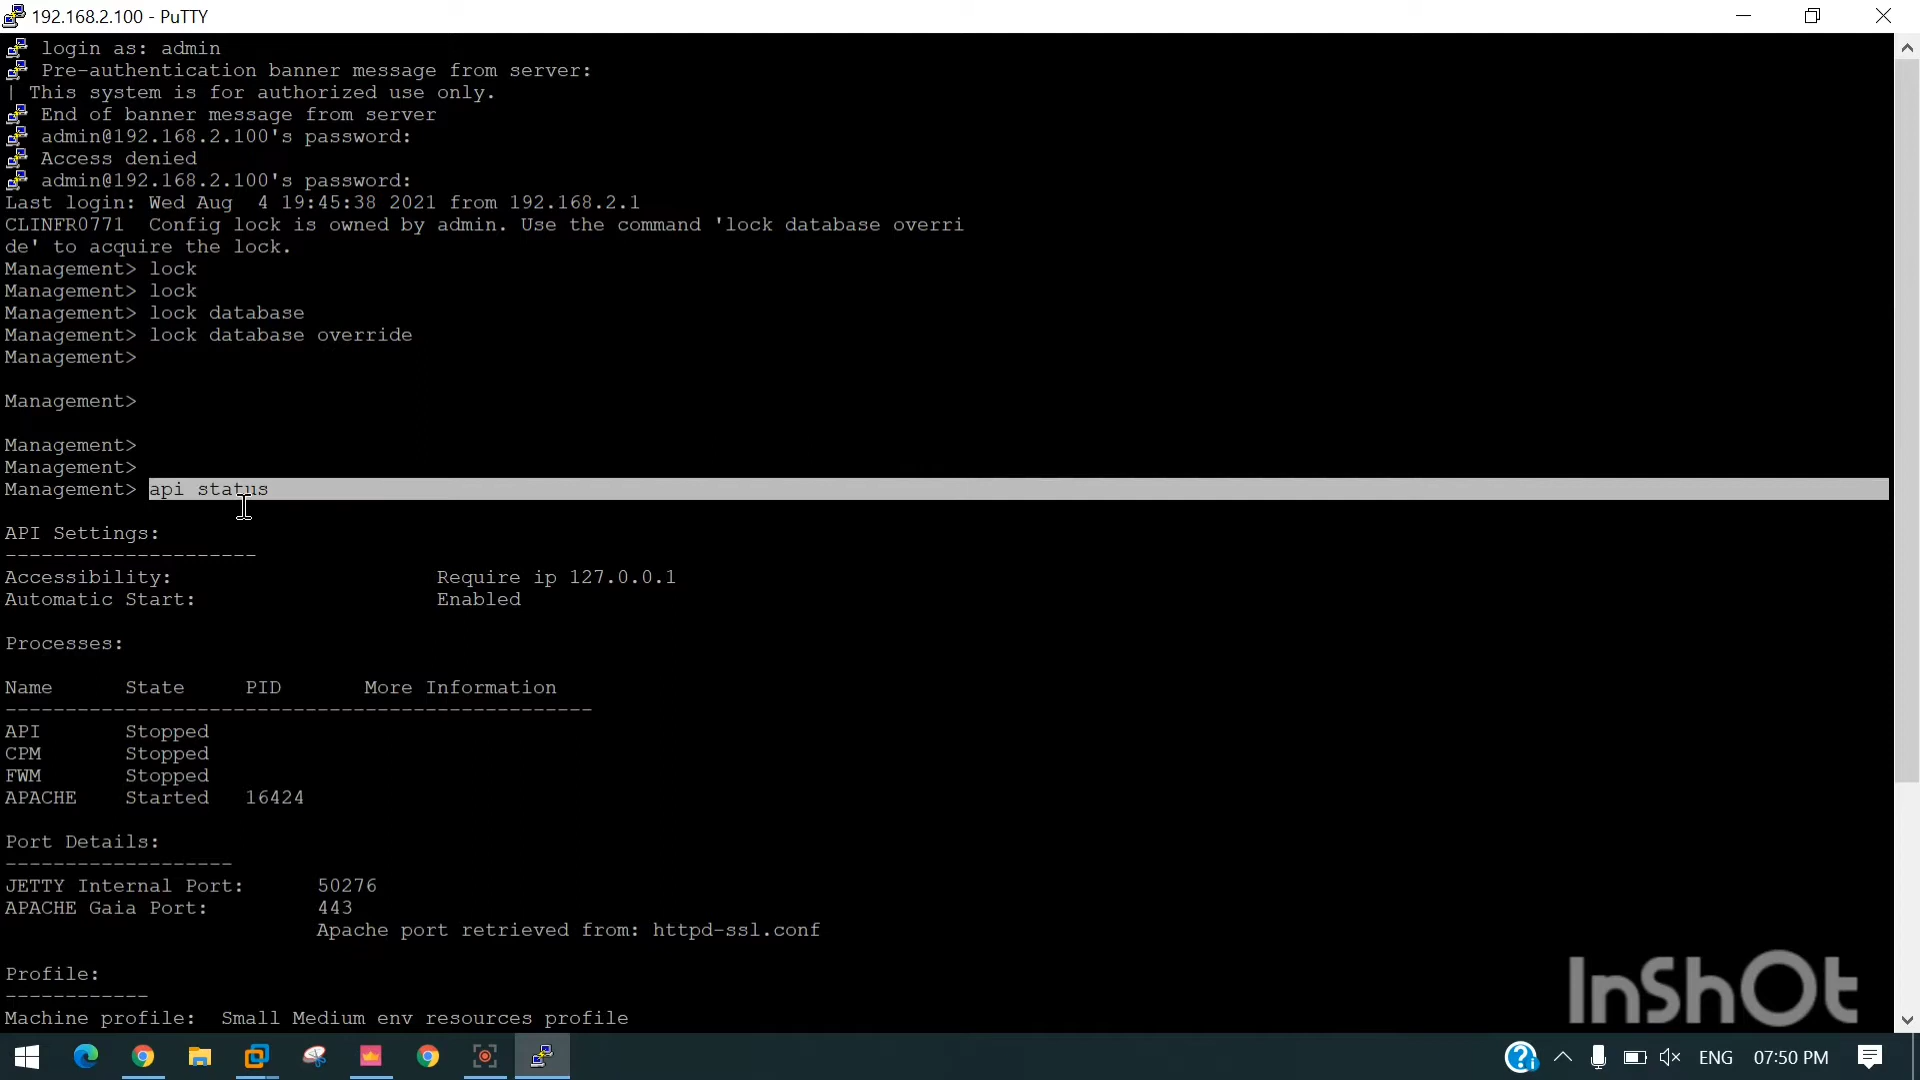 192.168.2.100 - PuTTY
login as: admin
Pre-authentication banner message from server:
| This system is for authorized use only.
End of banner message from server
admin@192.168.2.100's password:
Access denied
admin@192.168.2.100's password:
Last login: Wed Aug  4 19:45:38 2021 from 192.168.2.1
CLINFR0771  Config lock is owned by admin. Use the command 'lock database overri
de' to acquire the lock.
Management> lock
Management> lock
Management> lock database
Management> lock database override
Management>
Management>
Management>
Management>
Management> api status
API Settings:
---------------------
Accessibility:                      Require ip 127.0.0.1
Automatic Start:                    Enabled
Processes:
Name      State     PID       More Information
-------------------------------------------------
API       Stopped
CPM       Stopped
FWM       Stopped
APACHE    Started   16424
Port Details:
-------------------
JETTY Internal Port:      50276
APACHE Gaia Port:         443
                          Apache port retrieved from: httpd-ssl.conf
Profile:
------------
Machine profile:  Small Medium env resources profile
InShOt
ENG 07:50 PM